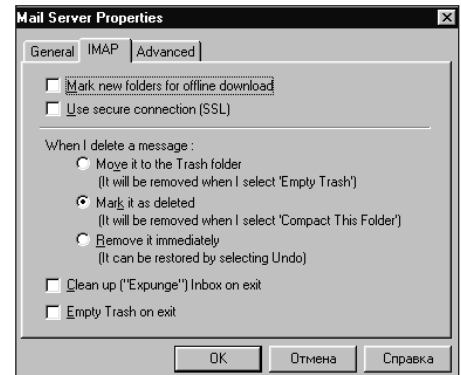 Mail Server Properties
General IMAP Advanced
Mark new folders for offline download
Use secure connection (SSL)
When I delete a message :
Move it to the Trash folder
(It will be removed when I select 'Empty Trash')
Mark it as deleted
(It will be removed when I select 'Compact This Folder')
Remove it immediately
(It can be restored by selecting Undo)
Clean up ("Expunge") Inbox on exit
Empty Trash on exit
OK Отмена Справка